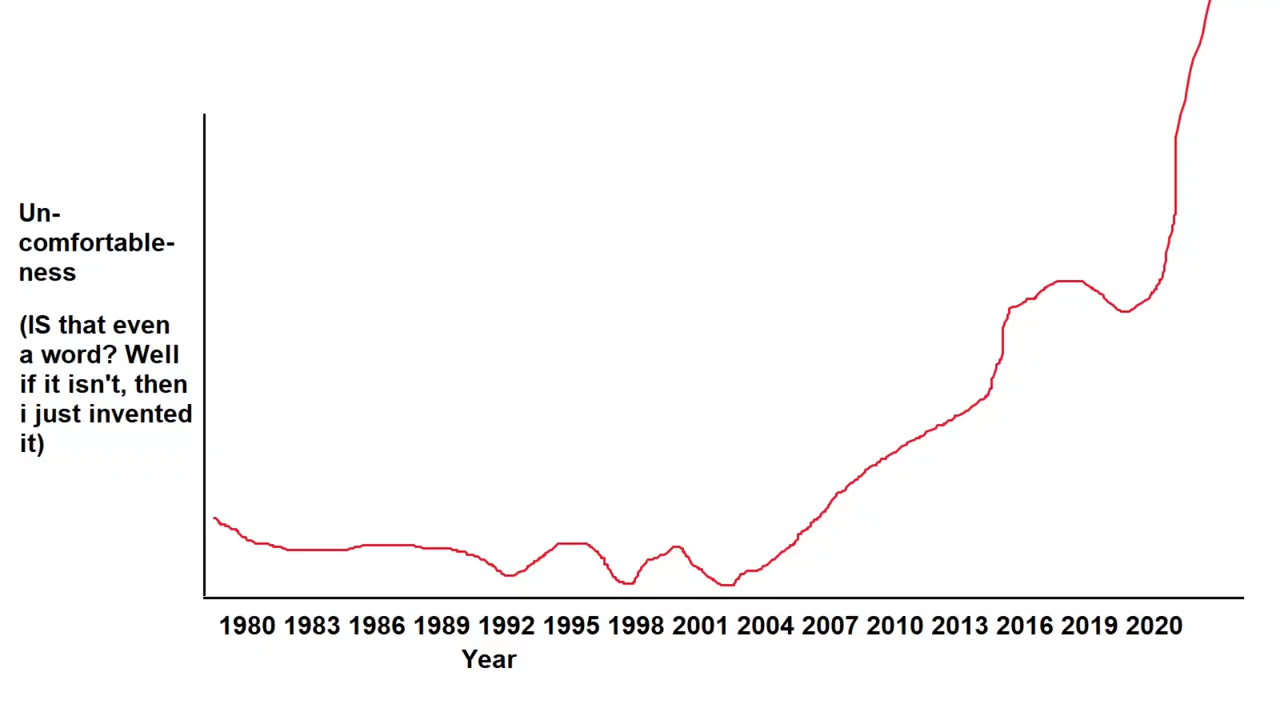 Un-
comfortable-
ness
(IS that even
a word? Well
if it isn't, then
i just invented
it)
1980 1983 1986 1989 1992 1995 1998 2001 2004 2007 2010 2013 2016 2019 2020
Year